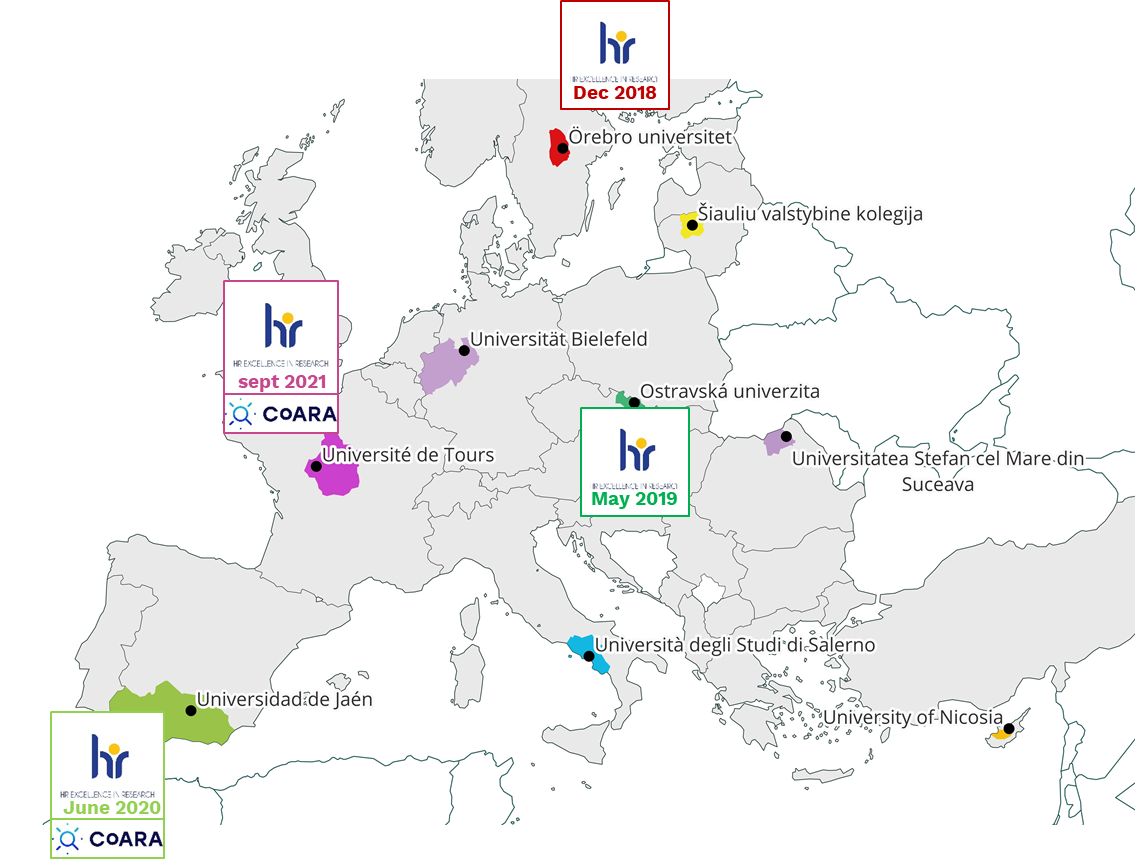 hr
HR EXCELLENCE IN RESEARCH
Dec 2018
Örebro universitet
Šiauliu valstybine kolegija
hr
HR EXCELLENCE IN RESEARCH
sept 2021
CoARA
Universität Bielefeld
Ostravská univerzita
hr
HR EXCELLENCE IN RESEARCH
May 2019
Université de Tours
Universitatea Stefan cel Mare din
Suceava
Università degli Studi di Salerno
Universidad de Jaén
University of Nicosia
hr
HR EXCELLENCE IN RESEARCH
June 2020
CoARA